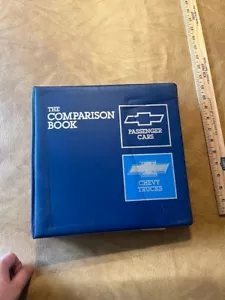 THE
COMPARISON
BOOK
PASSENGER
CARS
CHEVY
TRUCKS